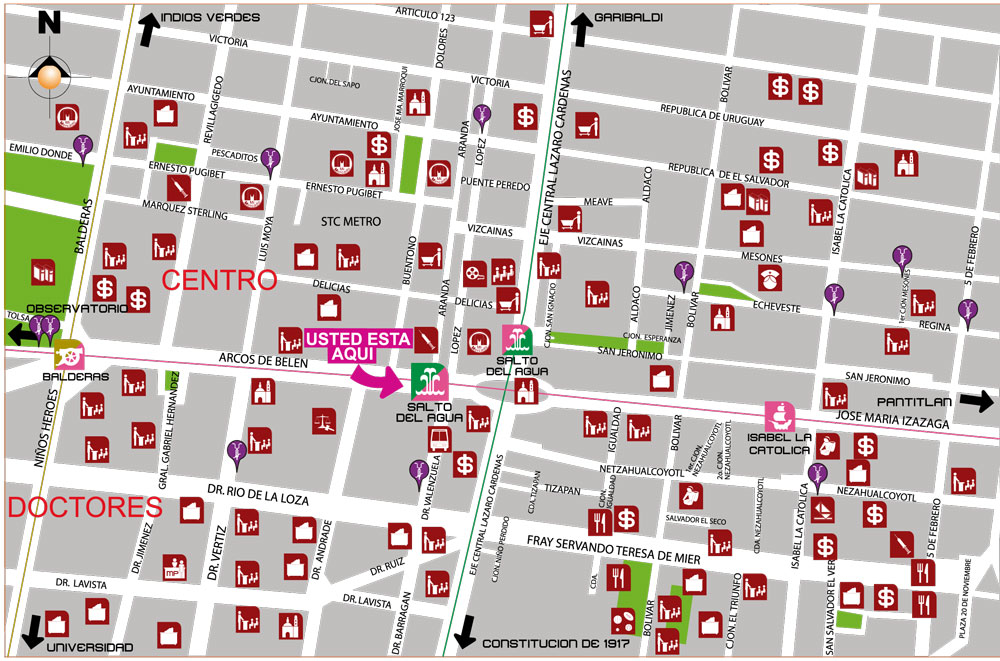 N
INDIOS VERDES
GARIBALDI
ARTICULO 123
VICTORIA
DOLORES
VICTORIA
CJON. DEL SAPO
AYUNTAMIENTO
AYUNTAMIENTO
REVILLAGIGEDO
JOSE MA. MARROQUI
EJE CENTRAL LAZARO CARDENAS
BOLIVAR
REPUBLICA DE URUGUAY
EMILIO DONDE
PESCADITOS
ERNESTO PUGIBET
ERNESTO PUGIBET
ARANDA
LOPEZ
PUENTE PEREDO
REPUBLICA DE EL SALVADOR
ALDACO
MEAVE
ISABEL LA CATOLICA
MARQUEZ STERLING
STC METRO
BALDERAS
LUIS MOYA
BUENTONO
VIZCAINAS
VIZCAINAS
MESONES
1er CJON MESONES
5 DE FEBRERO
CENTRO
DELICIAS
DELICIAS
ARANDA
LOPEZ
CJON. SAN IGNACIO
ALDACO
JIMENEZ
BOLIVAR
ECHEVESTE
REGINA
OBSERVATORIO
TOLSA
BALDERAS
ARCOS DE BELEN
USTED ESTA
AQUI
SALTO
DEL AGUA
SALTO
DEL AGUA
CJON. ESPERANZA
SAN JERONIMO
SAN JERONIMO
PANTITLAN
JOSE MARIA IZAZAGA
ISABEL LA
CATOLICA
NIÑOS HEROES
GRAL. GABRIEL HERNANDEZ
DR. VALENZUELA
IGUALDAD
BOLIVAR
1er CJON. NEZAHUALCOYOTL
2o. CJON. NEZAHUALCOYOTL
NETZAHUALCOYOTL
NEZAHUALCOYOTL
DOCTORES
DR. RIO DE LA LOZA
EJE CENTRAL LAZARO CARDENAS
CDA. TIZAPAN
TIZAPAN
CJON. IGUALDAD
CDA. NEZAHUALCOYOTL
SALVADOR EL SECO
ISABEL LA CATOLICA
5 DE FEBRERO
DR. JIMENEZ
DR. VERTIZ
DR. ANDRADE
DR. RUIZ
CJON. NIÑO PERDIDO
FRAY SERVANDO TERESA DE MIER
MP
DR. LAVISTA
DR. LAVISTA
DR. BARRAGAN
CDA.
BOLIVAR
CJON. EL TRIUNFO
SAN SALVADOR EL VERDE
PLAZA 20 DE NOVIEMBRE
UNIVERSIDAD
CONSTITUCION DE 1917